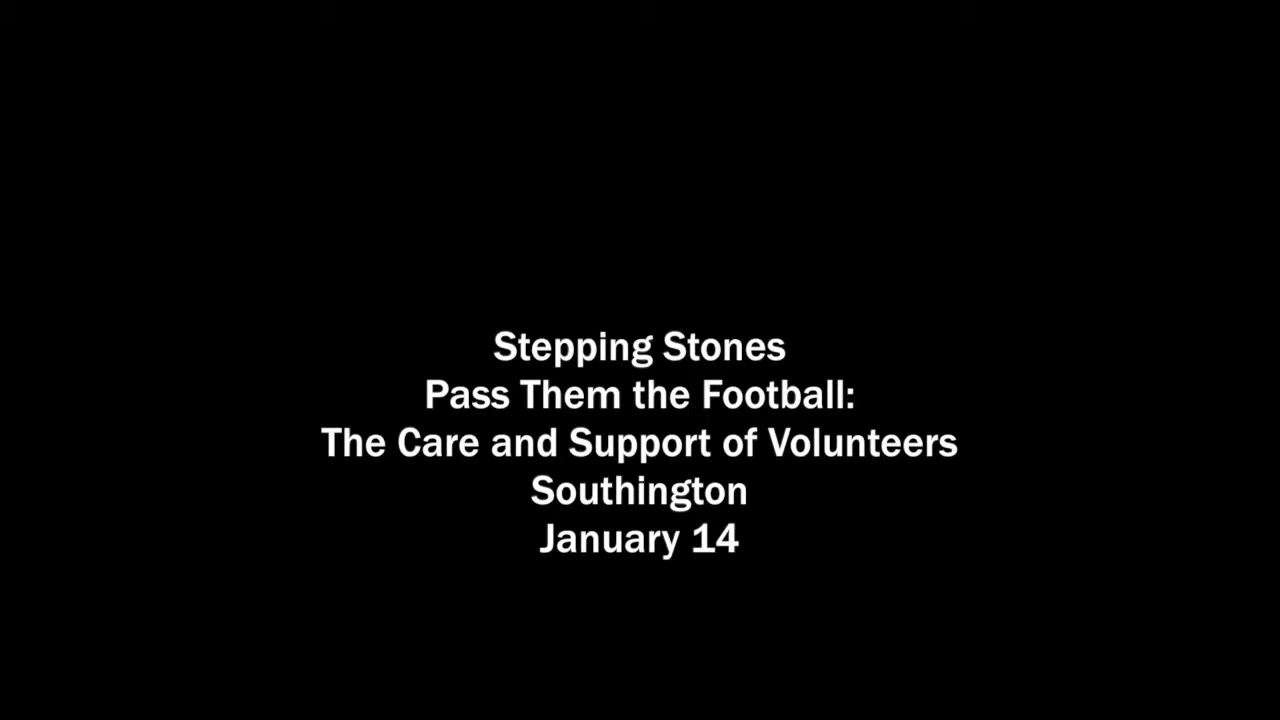 Stepping Stones
Pass Them the Football:
The Care and Support of Volunteers
Southington
January 14